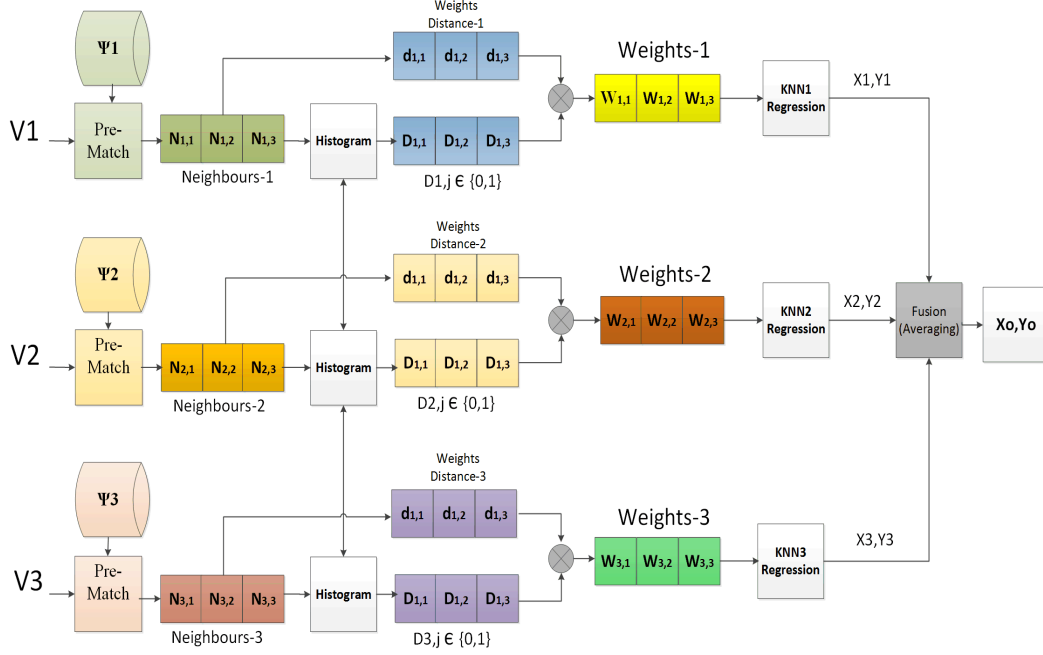 Ψ1
Weights
Distance-1
d1,1 d1,2 d1,3
Weights-1
W1,1 W1,2 W1,3
KNN1
Regression
X1,Y1
V1
Pre-
Match
N1,1 N1,2 N1,3
Neighbours-1
Histogram
D1,1 D1,2 D1,3
D1,j Є {0,1}
Ψ2
Weights
Distance-2
d1,1 d1,2 d1,3
Weights-2
W2,1 W2,2 W2,3
KNN2
Regression
X2,Y2
Fusion
(Averaging)
Xo,Yo
V2
Pre-
Match
N2,1 N2,2 N2,3
Neighbours-2
Histogram
D1,1 D1,2 D1,3
D2,j Є {0,1}
Ψ3
Weights
Distance-3
d1,1 d1,2 d1,3
Weights-3
W3,1 W3,2 W3,3
KNN3
Regression
X3,Y3
V3
Pre-
Match
N3,1 N3,2 N3,3
Neighbours-3
Histogram
D1,1 D1,2 D1,3
D3,j Є {0,1}